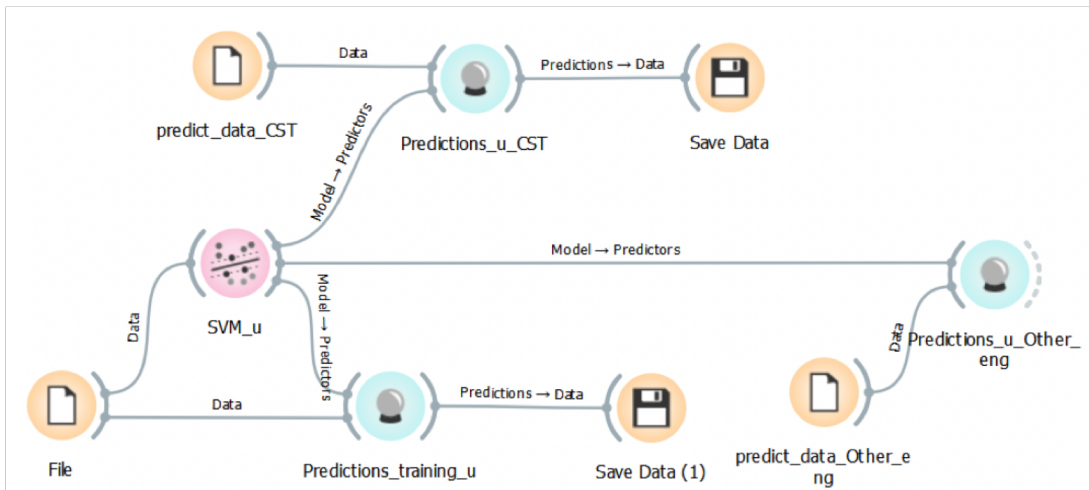 Data
Predictions → Data
predict_data_CST
Predictions_u_CST
Save Data
Model → Predictors
Model → Predictors
SVM_u
Data
Model → Predictors
Data
Predictions_u_Other_
eng
Data
Predictions → Data
File
Predictions_training_u
Save Data (1)
predict_data_Other_e
ng